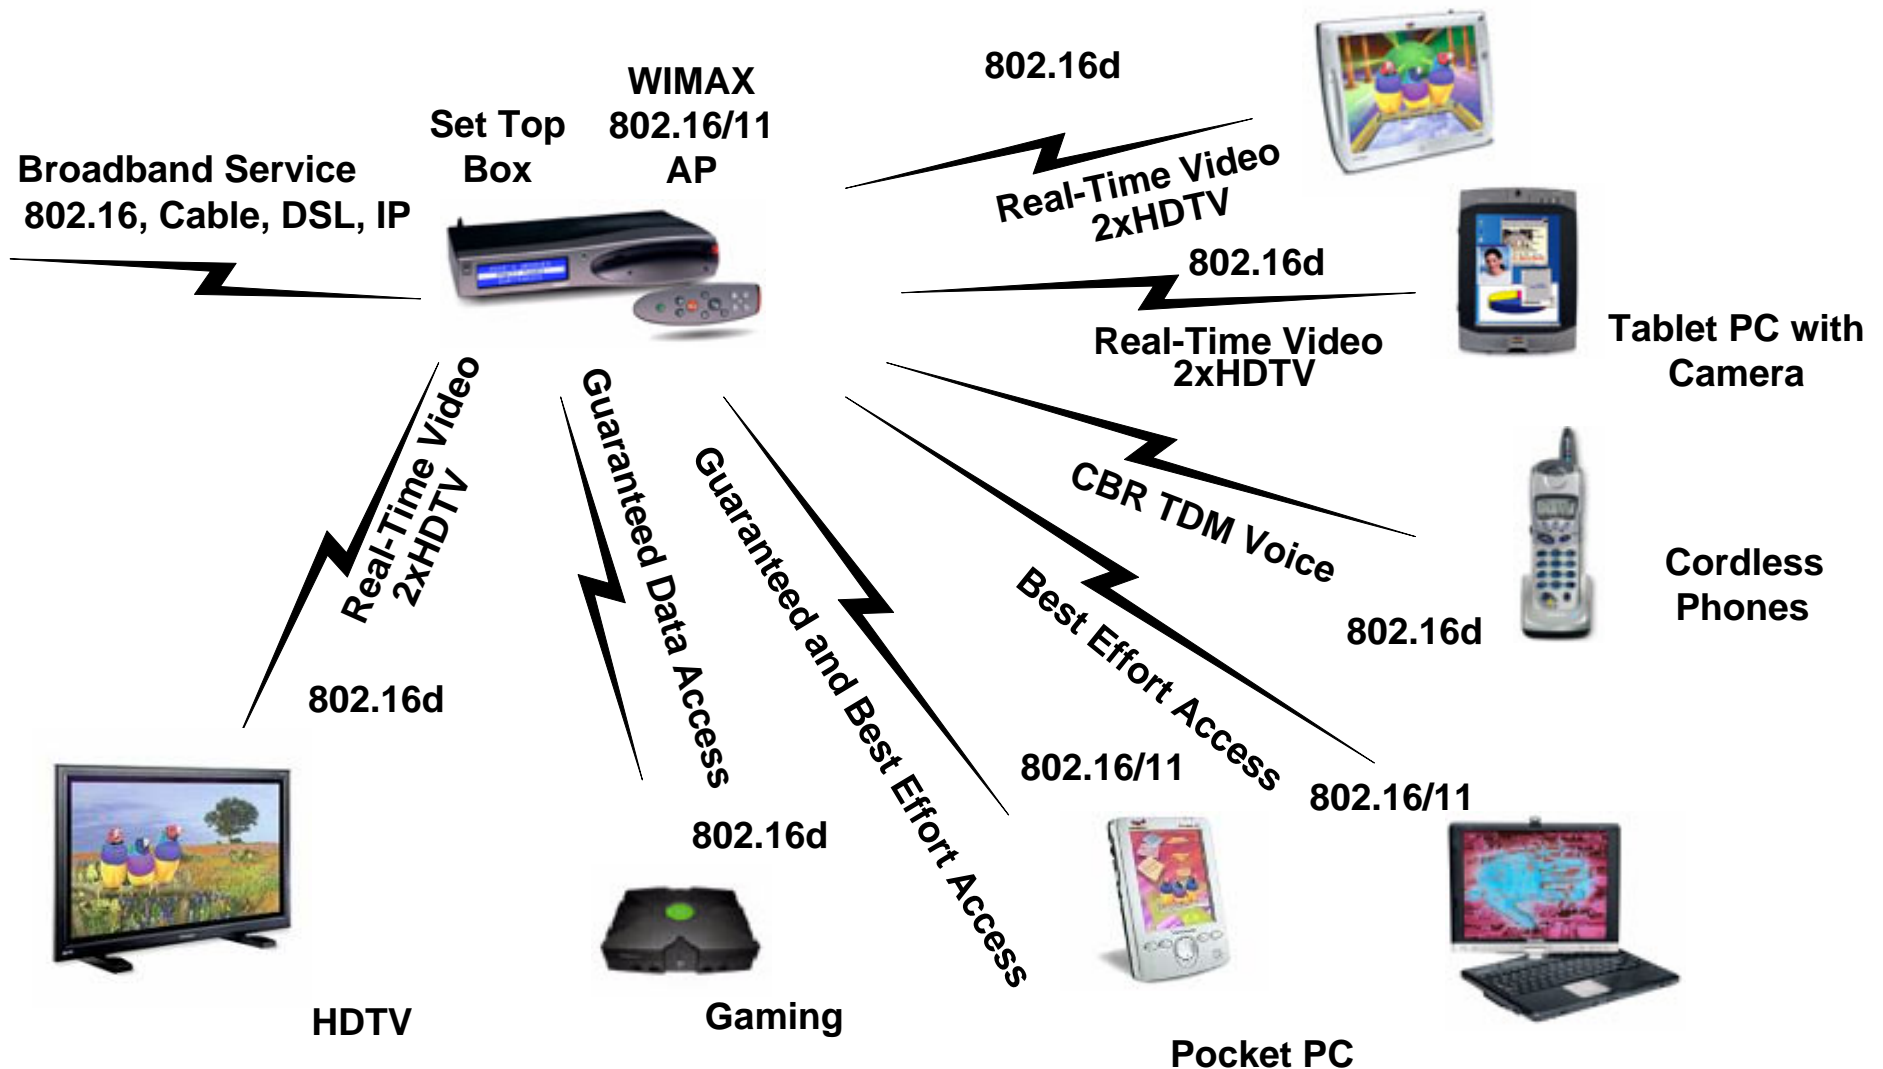 802.16d
WIMAX
802.16/11
AP
Set Top
Box
Broadband Service
802.16, Cable, DSL, IP
Real-Time Video
2xHDTV
802.16d
Real-Time Video
2xHDTV
Tablet PC with
Camera
CBR TDM Voice
802.16d
Cordless
Phones
Real-Time Video
2xHDTV
802.16d
HDTV
Guaranteed Data Access
802.16d
Gaming
Guaranteed and Best Effort Access
802.16/11
Pocket PC
Best Effort Access
802.16/11